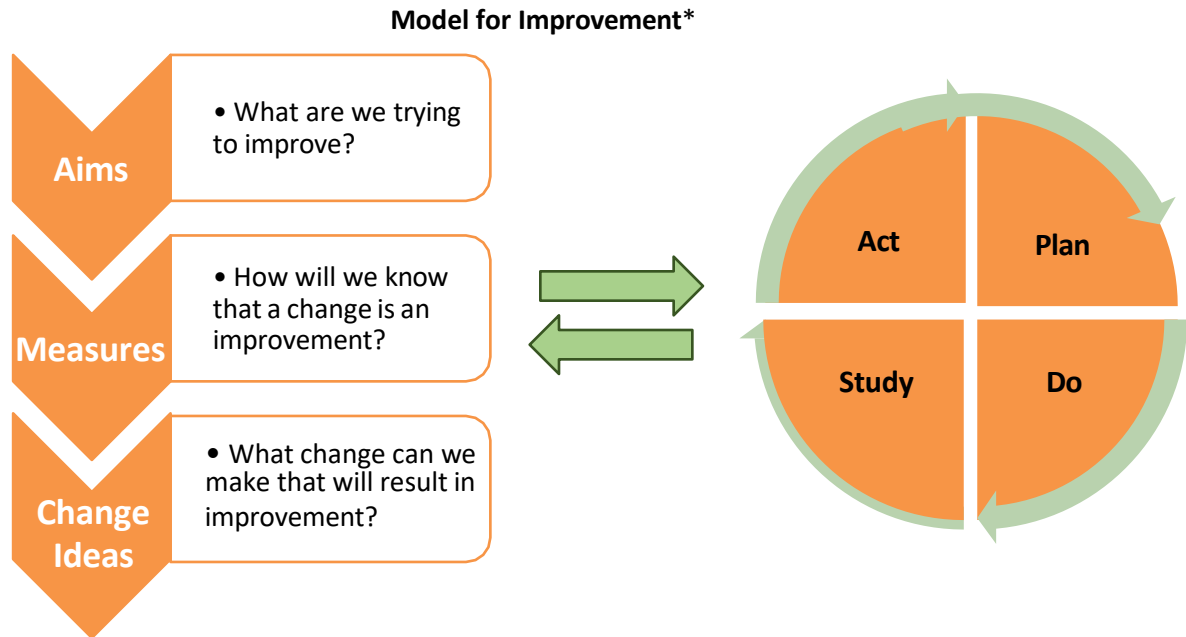 Model for Improvement*
Aims
• What are we trying
to improve?
Measures
• How will we know
that a change is an
improvement?
Change
Ideas
• What change can we
make that will result in
improvement?
Act
Plan
Study
Do